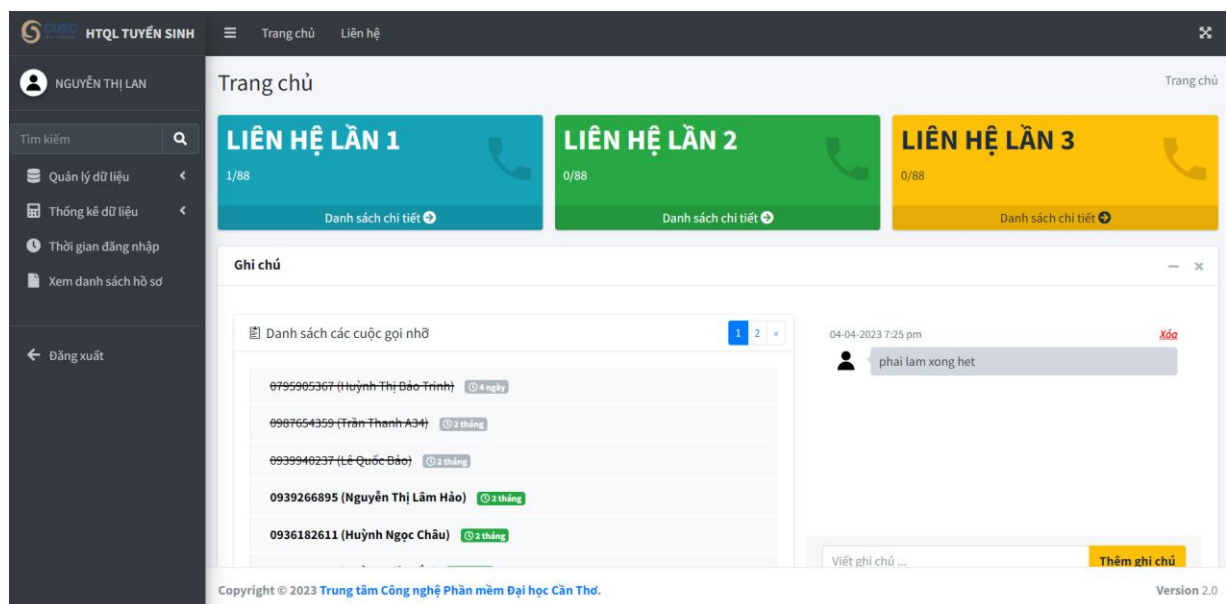 CUSC HTQL TUYỂN SINH
Trang chủ Liên hệ
NGUYỄN THỊ LAN
Tìm kiếm
Quản lý dữ liệu
Thống kê dữ liệu
Thời gian đăng nhập
Xem danh sách hồ sơ
Đăng xuất
Trang chủ
Trang chủ
LIÊN HỆ LẦN 1
1/88
Danh sách chi tiết
LIÊN HỆ LẦN 2
0/88
Danh sách chi tiết
LIÊN HỆ LẦN 3
0/88
Danh sách chi tiết
Ghi chú
Danh sách các cuộc gọi nhỡ
1 2 »
0795905367 (Huỳnh Thị Bảo Trinh) 4 ngày
0987654359 (Trần Thanh A34) 2 tháng
0939940237 (Lê Quốc Bảo) 2 tháng
0939266895 (Nguyễn Thị Lâm Hảo) 2 tháng
0936182611 (Huỳnh Ngọc Châu) 2 tháng
04-04-2023 7:25 pm Xóa
phai lam xong het
Viết ghi chú ... Thêm ghi chú
Copyright © 2023 Trung tâm Công nghệ Phần mềm Đại học Cần Thơ.
Version 2.0